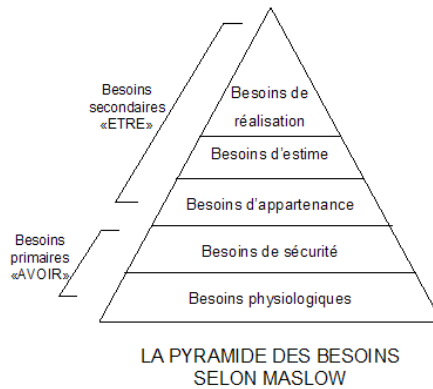 Besoins
secondaires
«ETRE»
Besoins de
réalisation
Besoins d'estime
Besoins d'appartenance
Besoins
primaires
«AVOIR»
Besoins de sécurité
Besoins physiologiques
LA PYRAMIDE DES BESOINS
SELON MASLOW